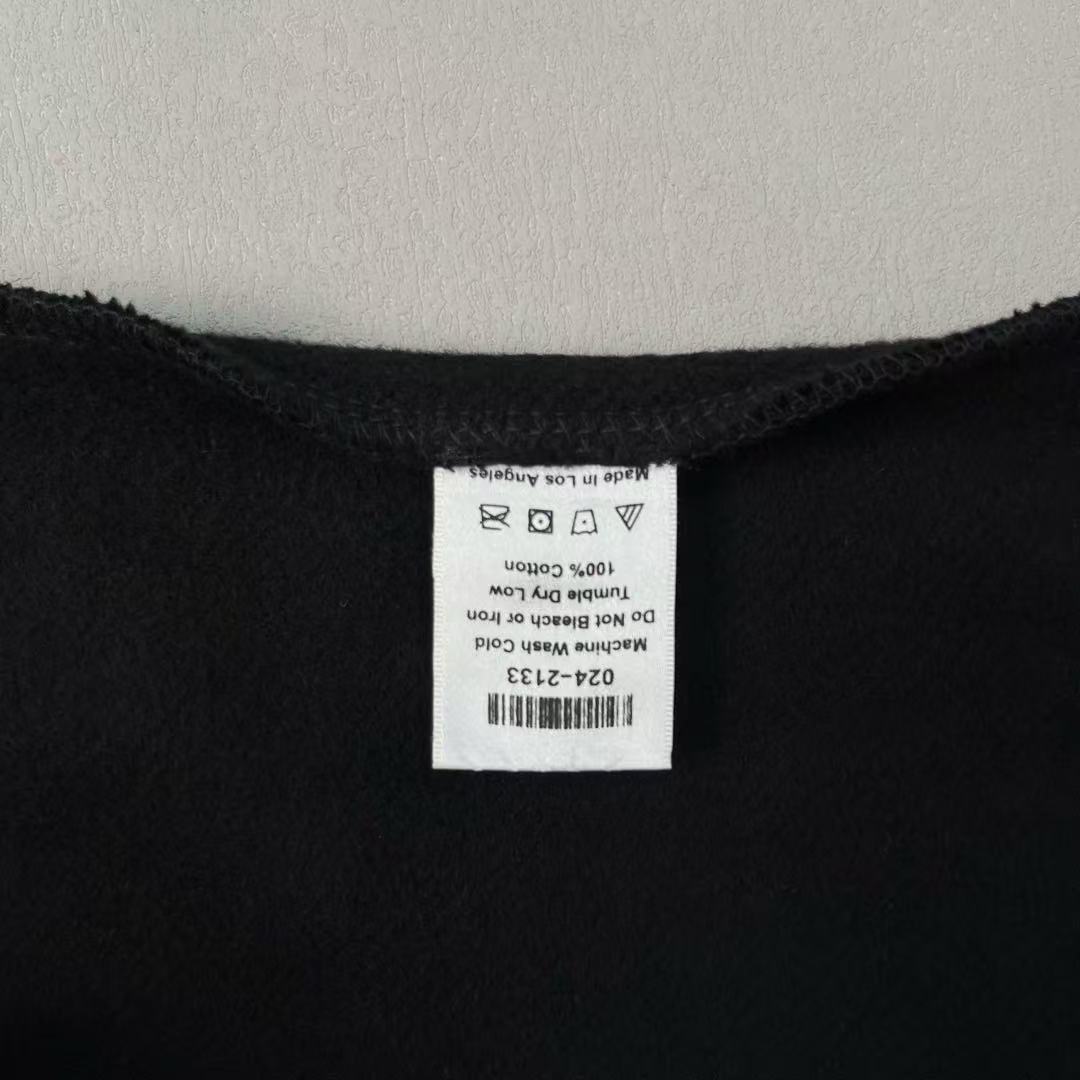 024-2133
Machine Wash Cold
Do Not Bleach or Iron
Tumble Dry Low
100% Cotton
Made In Los Angeles